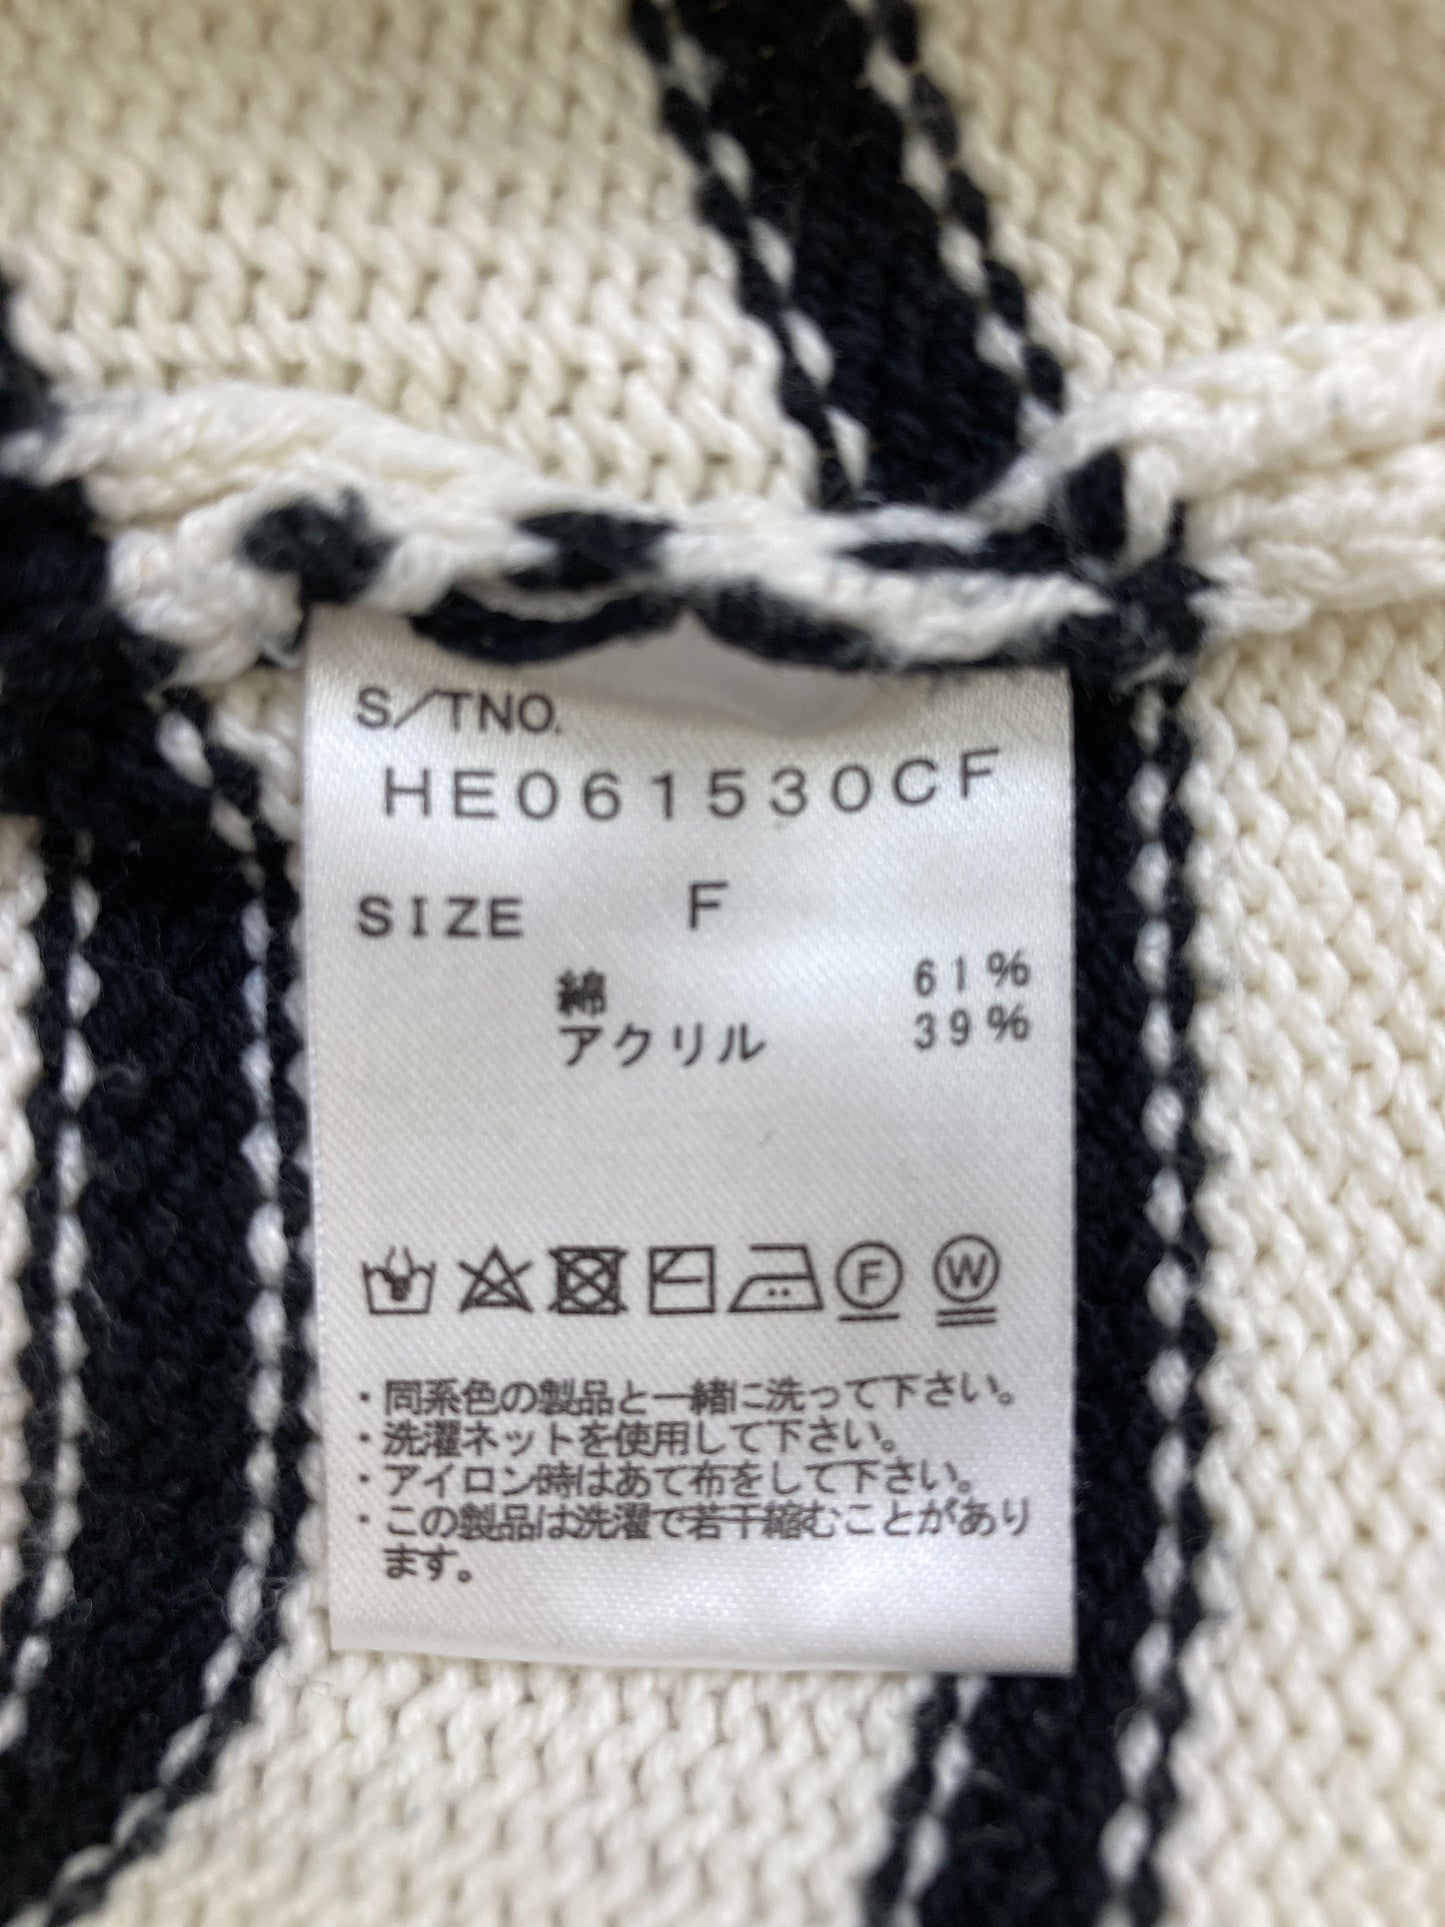 S/TNO.
HE061530CF
SIZE F
綿 61%
アクリル 39%
F W
・同系色の製品と一緒に洗って下さい。
・洗濯ネットを使用して下さい。
・アイロン時はあて布をして下さい。
・この製品は洗濯で若干縮むことがあり
ます。